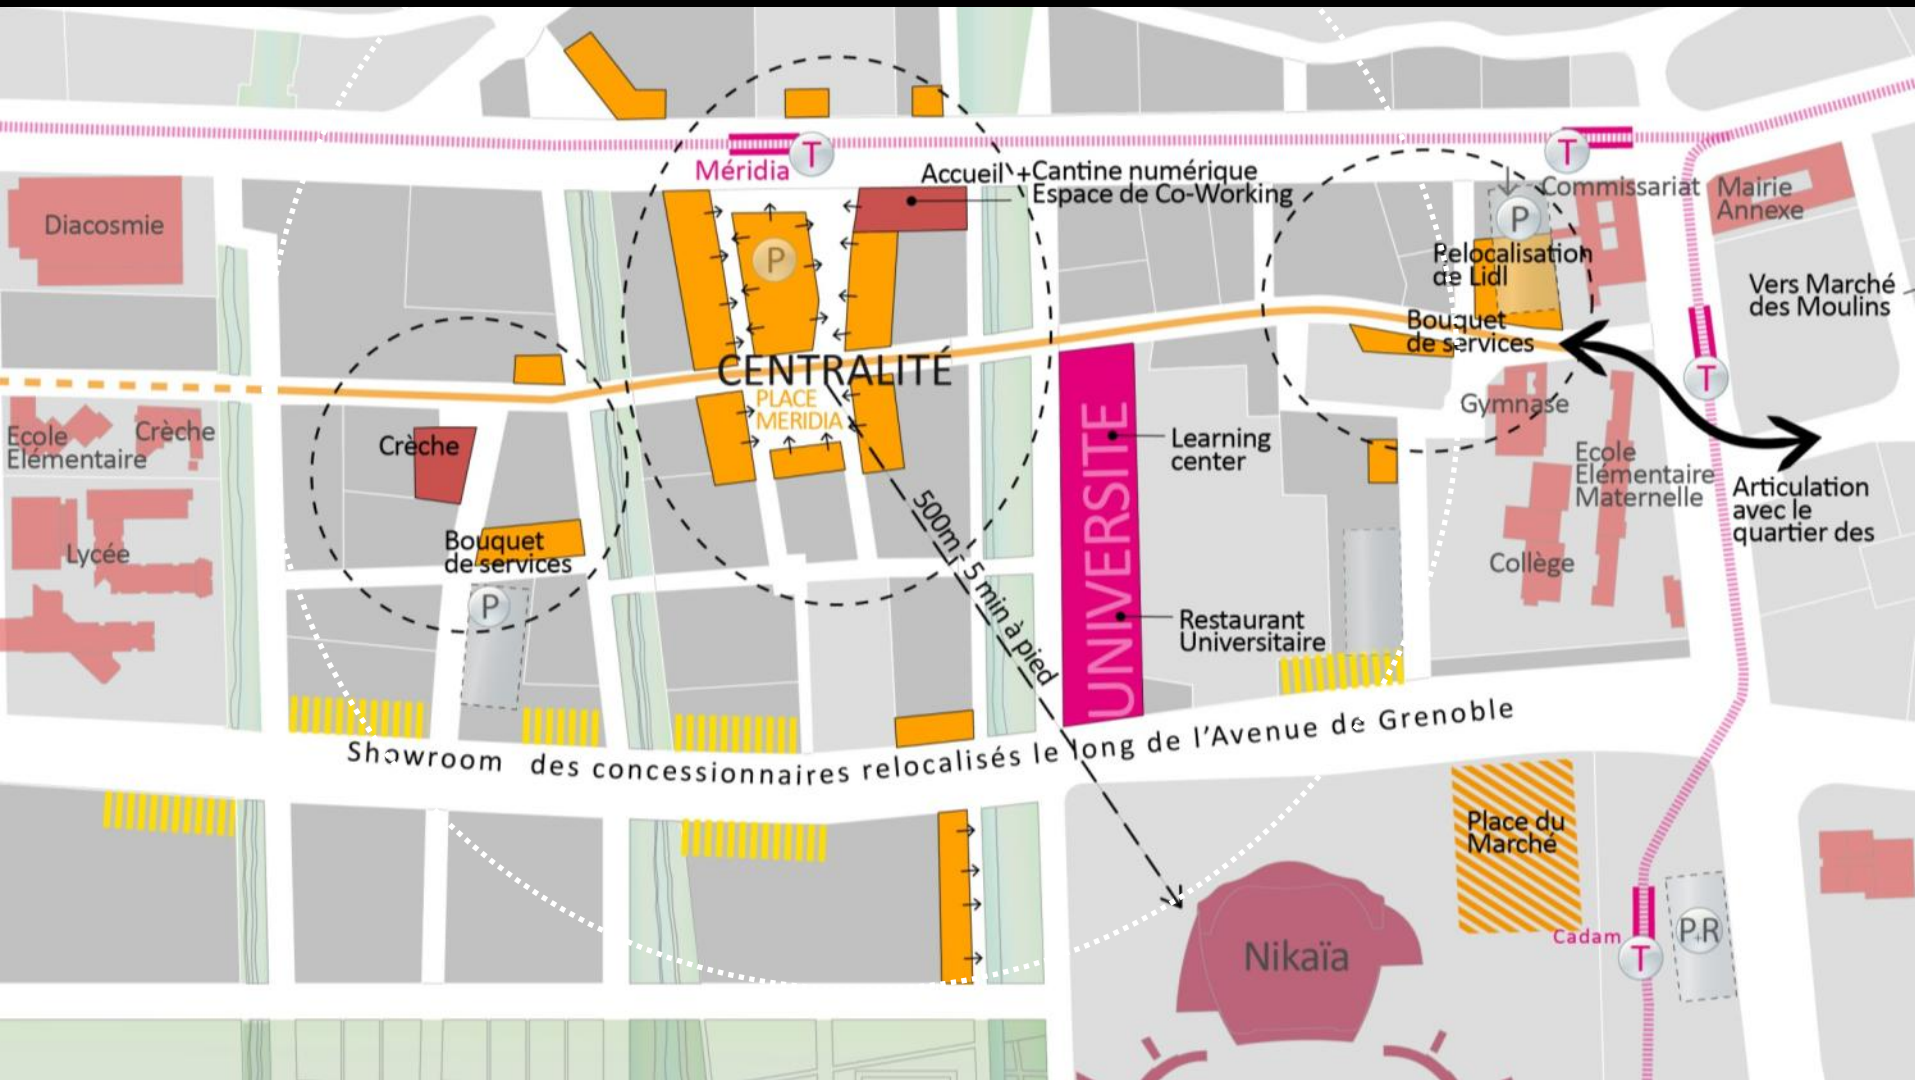 Méridia
T
T
Accueil +Cantine numérique
Espace de Co-Working
Commissariat
Mairie
Annexe
Diacosmie
P
P
Relocalisation
de Lidl
Vers Marché
des Moulins
Bouquet
de services
CENTRALITÉ
PLACE
MERIDIA
T
Gymnase
Ecole
Elémentaire
Crèche
Crèche
UNIVERSITE
Learning
center
Ecole
Elémentaire
Maternelle
Articulation
avec le
quartier des
500m - 5 min à pied
Lycée
Bouquet
de services
P
Collège
Restaurant
Universitaire
Showroom des concessionnaires relocalisés le long de l'Avenue de Grenoble
Place du
Marché
Nikaïa
Cadam
T
P+R